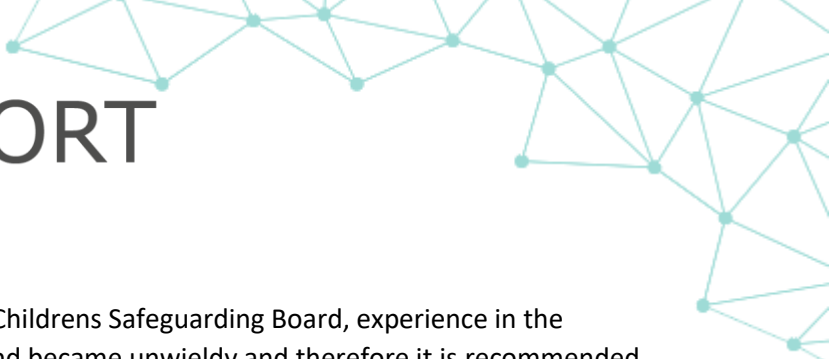 ORT
Childrens Safeguarding Board, experience in the
nd became unwieldy and therefore it is recommended